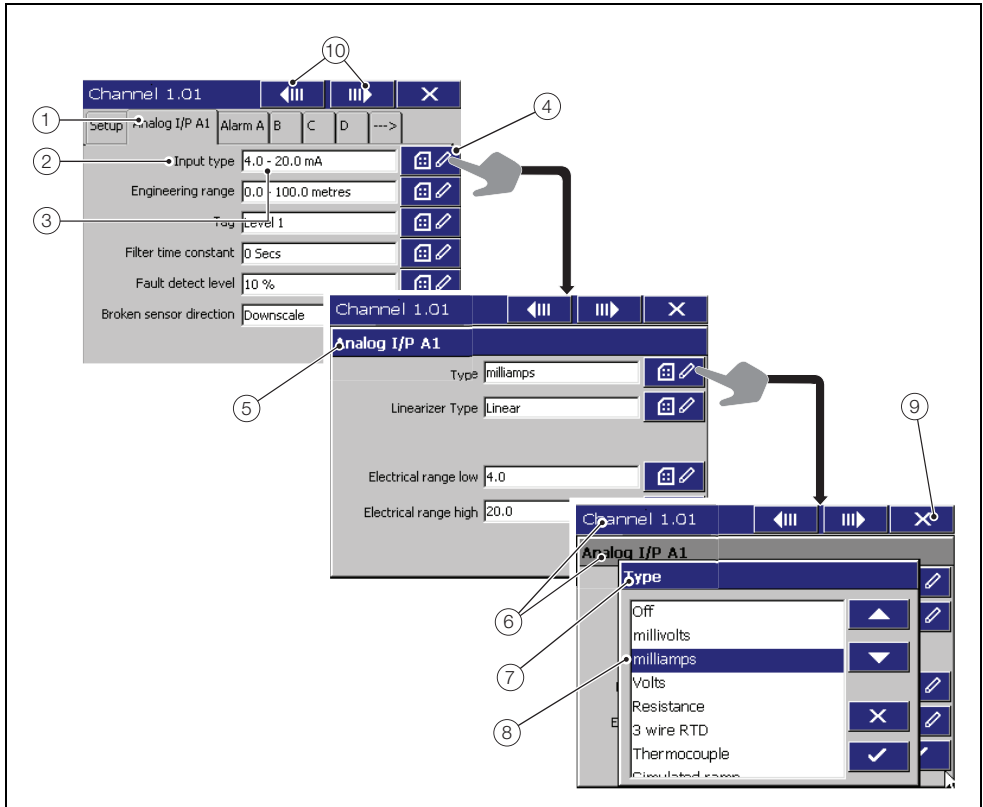 10
Channel 1.01
1
Setup Analog I/P A1 Alarm A B C D --->
4
2
Input type 4.0 - 20.0 mA
Engineering range 0.0 - 100.0 metres
3
Tag Level 1
Filter time constant 0 Secs
Fault detect level 10 %
Broken sensor direction Downscale
Channel 1.01
Analog I/P A1
5
Type milliamps
Linearizer Type Linear
9
Electrical range low 4.0
Electrical range high 20.0
Channel 1.01
Analog I/P A1
6
Type
Off
millivolts
7
milliamps
Volts
8
Resistance
E
3 wire RTD
Thermocouple
Simulated ramp